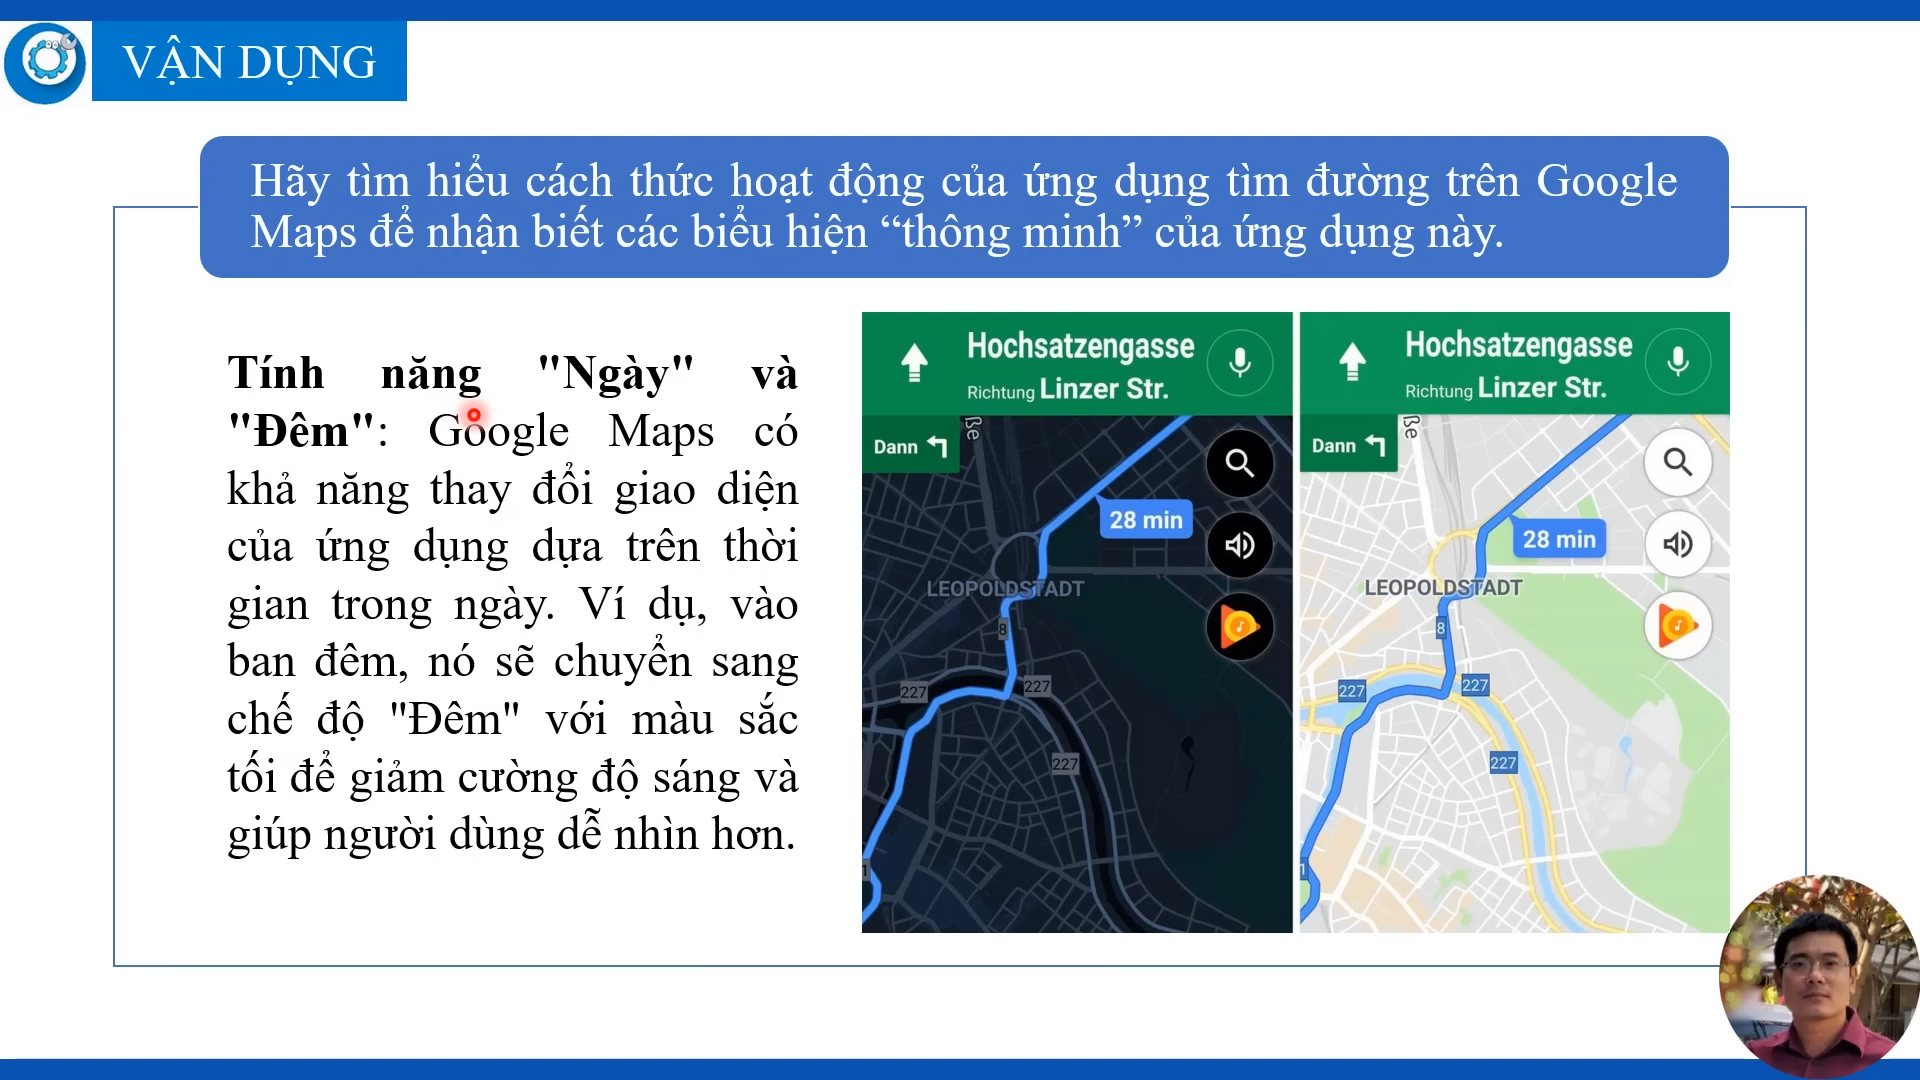 VẬN DỤNG
Hãy tìm hiểu cách thức hoạt động của ứng dụng tìm đường trên Google
Maps để nhận biết các biểu hiện “thông minh” của ứng dụng này.
Tính năng "Ngày" và
"Đêm": Google Maps có
khả năng thay đổi giao diện
của ứng dụng dựa trên thời
gian trong ngày. Ví dụ, vào
ban đêm, nó sẽ chuyển sang
chế độ "Đêm" với màu sắc
tối để giảm cường độ sáng và
giúp người dùng dễ nhìn hơn.
Hochsatzengasse
Richtung Linzer Str.
Dann
ße
28 min
LEOPOLDSTADT
8
227
227
227
1
Hochsatzengasse
Richtung Linzer Str.
Dann
ße
28 min
LEOPOLDSTADT
8
227
227
227
1